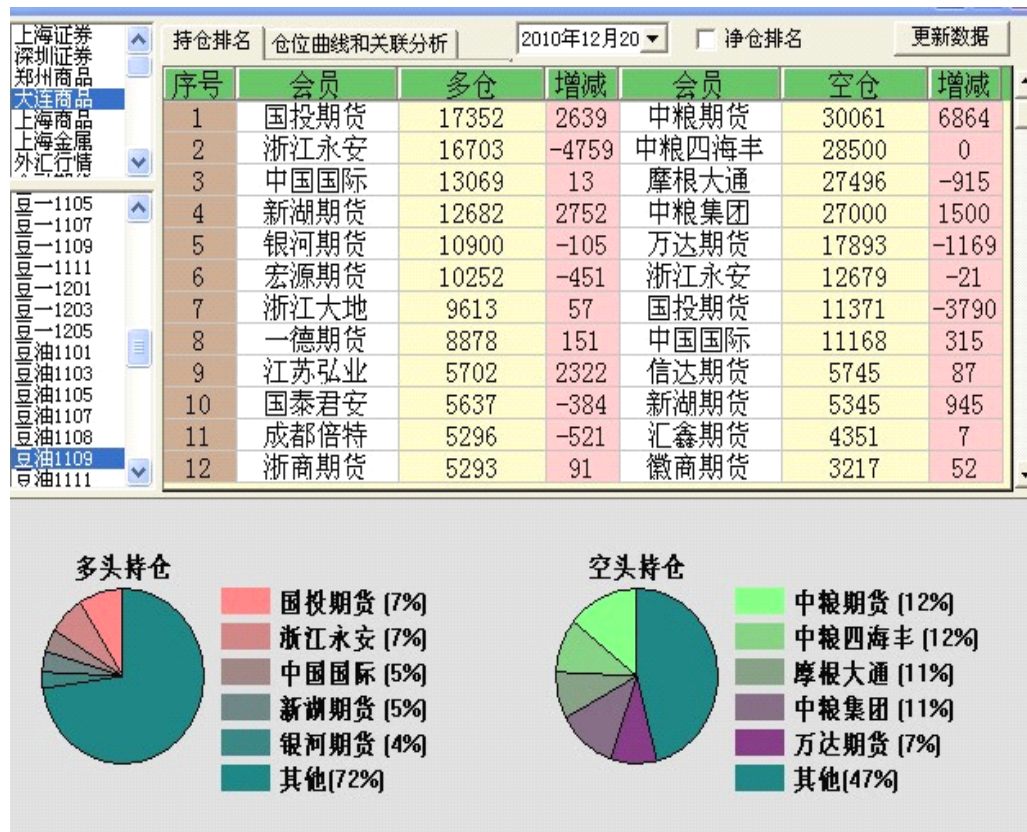 上海证券
深圳证券
郑州商品
大连商品
上海商品
上海金属
外汇行情
豆一1105
豆一1107
豆一1109
豆一1111
豆一1201
豆一1203
豆一1205
豆油1101
豆油1103
豆油1105
豆油1107
豆油1108
豆油1109
豆油1111
持仓排名 仓位曲线和关联分析 2010年12月20 净仓排名 更新数据
序号 会员 多仓 增减 会员 空仓 增减
1 国投期货 17352 2639 中粮期货 30061 6864
2 浙江永安 16703 -4759 中粮四海丰 28500 0
3 中国国际 13069 13 摩根大通 27496 -915
4 新湖期货 12682 2752 中粮集团 27000 1500
5 银河期货 10900 -105 万达期货 17893 -1169
6 宏源期货 10252 -451 浙江永安 12679 -21
7 浙江大地 9613 57 国投期货 11371 -3790
8 一德期货 8878 151 中国国际 11168 315
9 江苏弘业 5702 2322 信达期货 5745 87
10 国泰君安 5637 -384 新湖期货 5345 945
11 成都倍特 5296 -521 汇鑫期货 4351 7
12 浙商期货 5293 91 徽商期货 3217 52
多头持仓
国投期货 (7%)
浙江永安 (7%)
中国国际 (5%)
新湖期货 (5%)
银河期货 (4%)
其他(72%)
空头持仓
中粮期货 (12%)
中粮四海丰 (12%)
摩根大通 (11%)
中粮集团 (11%)
万达期货 (7%)
其他(47%)